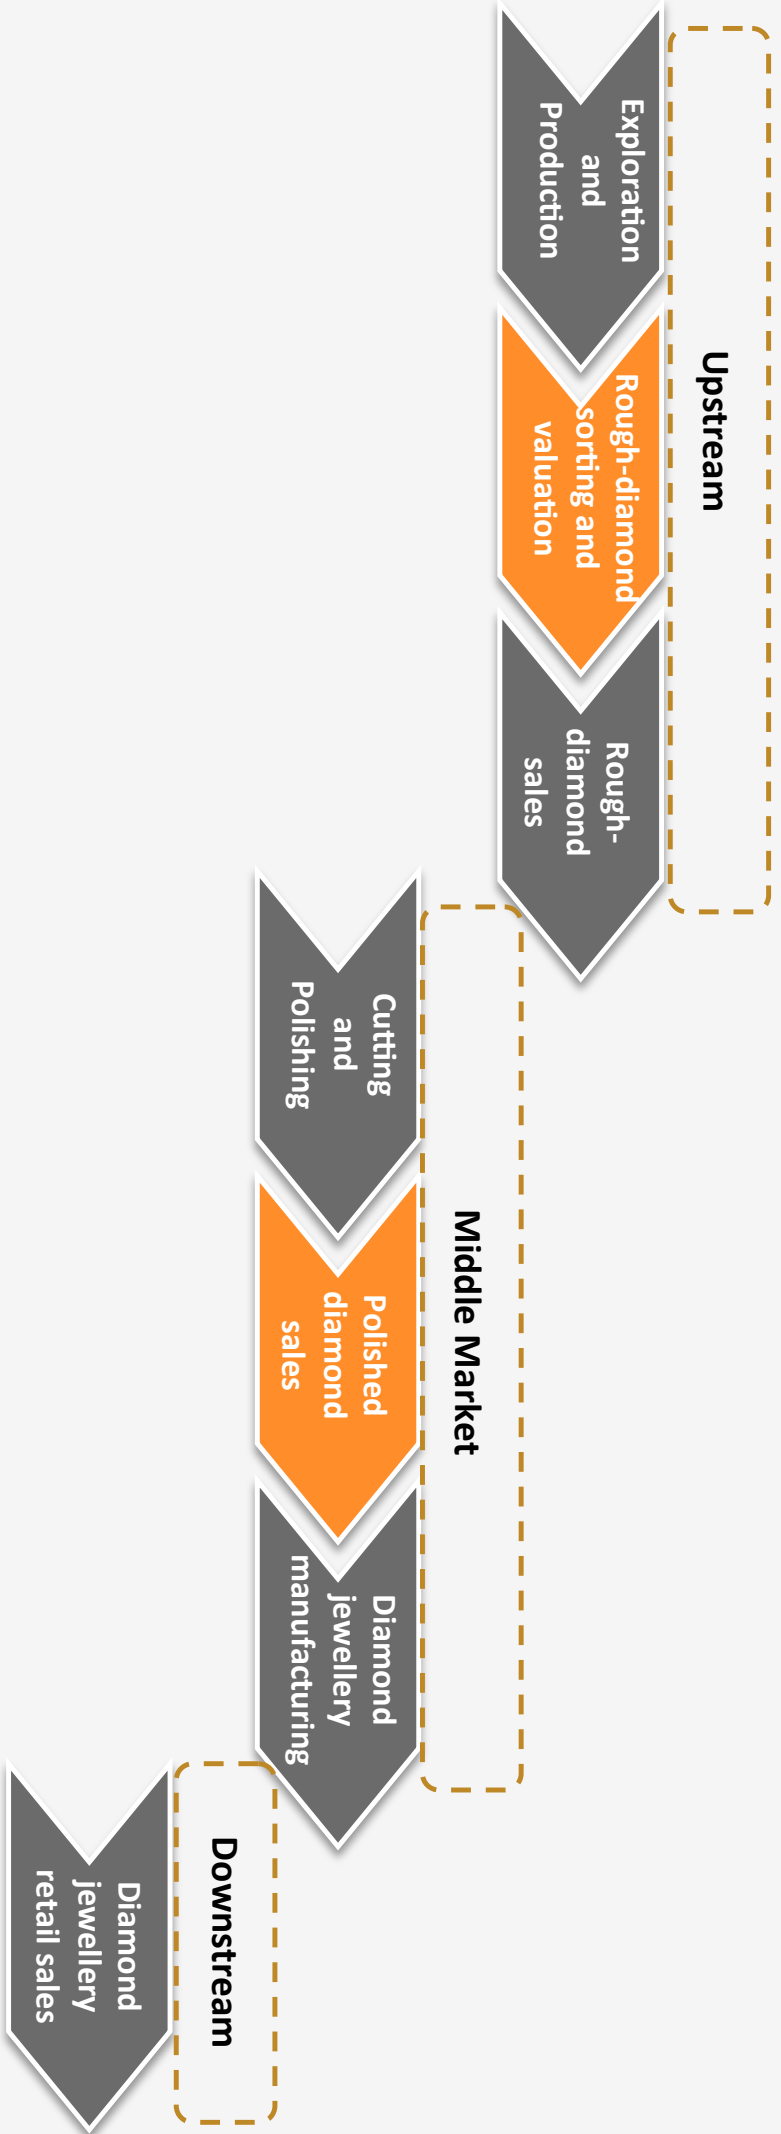 Upstream
Exploration
and
Production
Rough-diamond
sorting and
valuation
Rough-
diamond
sales
Middle Market
Cutting
and
Polishing
Polished
diamond
sales
Diamond
jewellery
manufacturing
Downstream
Diamond
jewellery
retail sales